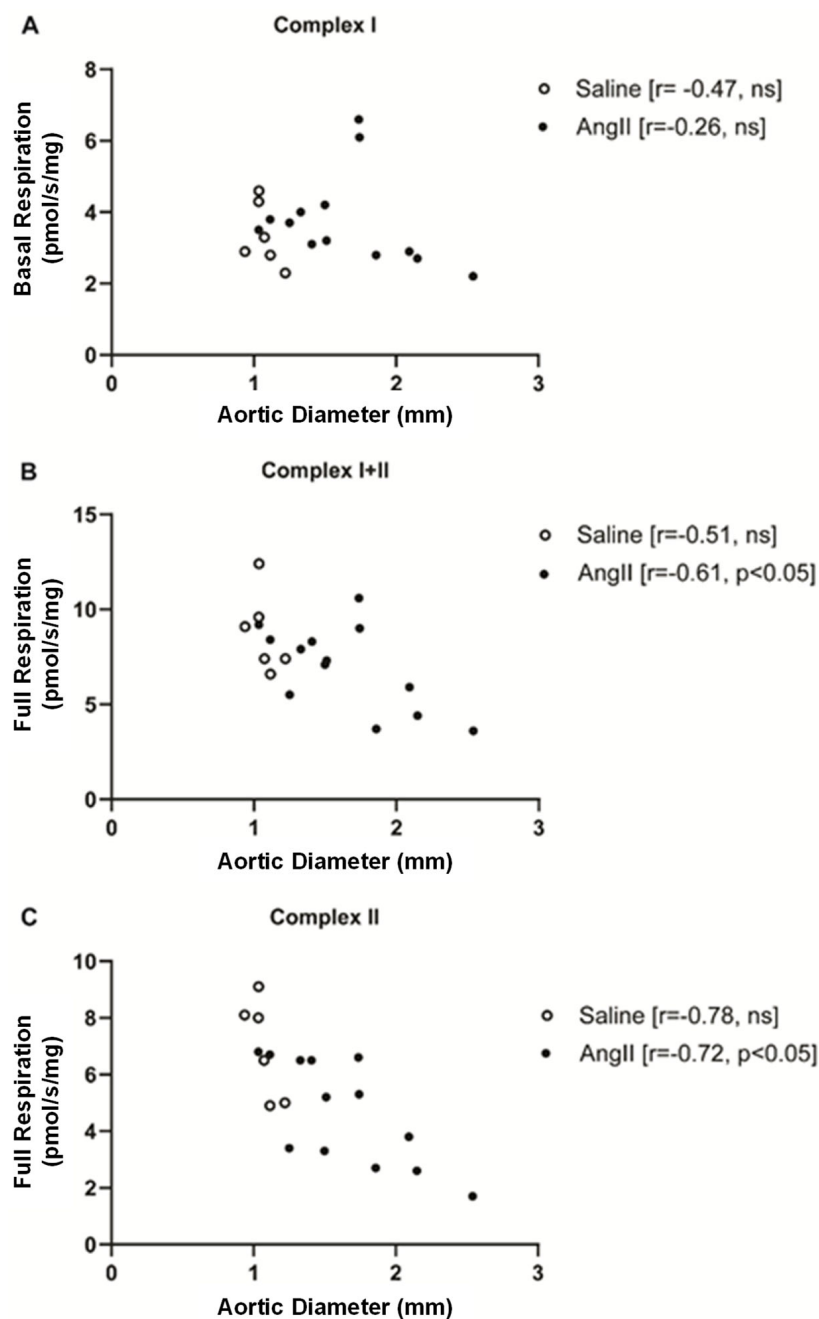 A
Complex I
8
6
4
2
0
Basal Respiration
(pmol/s/mg)
0 1 2 3
Aortic Diameter (mm)
Saline [r= -0.47, ns]
AngII [r=-0.26, ns]
B
Complex I+II
15
10
5
0
Full Respiration
(pmol/s/mg)
0 1 2 3
Aortic Diameter (mm)
Saline [r=-0.51, ns]
AngII [r=-0.61, p<0.05]
C
Complex II
10
8
6
4
2
0
Full Respiration
(pmol/s/mg)
0 1 2 3
Aortic Diameter (mm)
Saline [r=-0.78, ns]
AngII [r=-0.72, p<0.05]